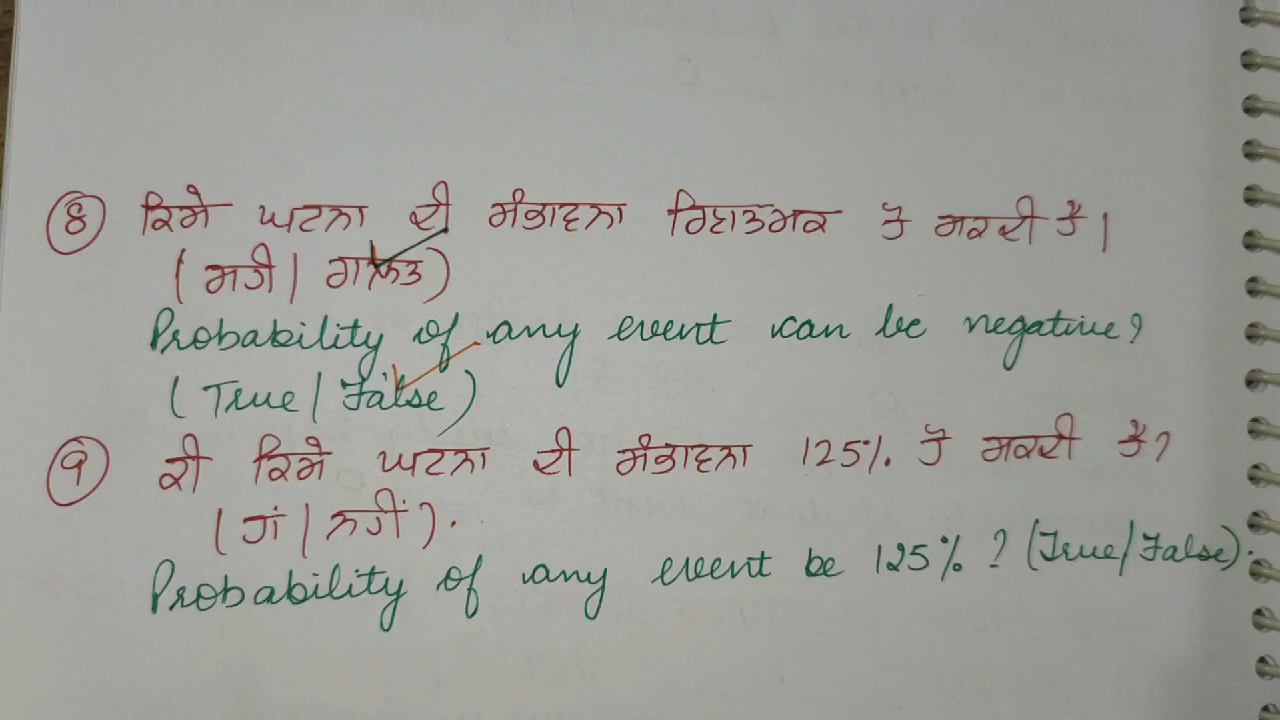 ⑧ ਕਿਸੇ ਘਟਨਾ ਦੀ ਸੰਭਾਵਨਾ ਰਿਣਾਤਮਕ ਹੋ ਸਕਦੀ ਹੈ।
(ਸਹੀ | ਗਲਤ)
Probability of any event can be negative?
(True | False)
⑨ ਕੀ ਕਿਸੇ ਘਟਨਾ ਦੀ ਸੰਭਾਵਨਾ 125% ਹੋ ਸਕਦੀ ਹੈ?
(ਹਾਂ | ਨਹੀਂ).
Probability of any event be 125% ? (True/False).